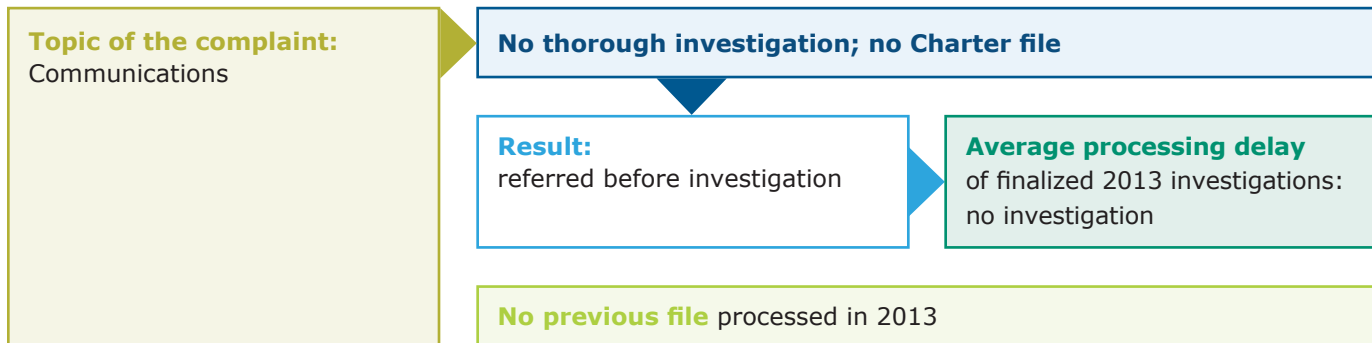 Topic of the complaint:
Communications
No thorough investigation; no Charter file
Result:
referred before investigation
Average processing delay
of finalized 2013 investigations:
no investigation
No previous file processed in 2013